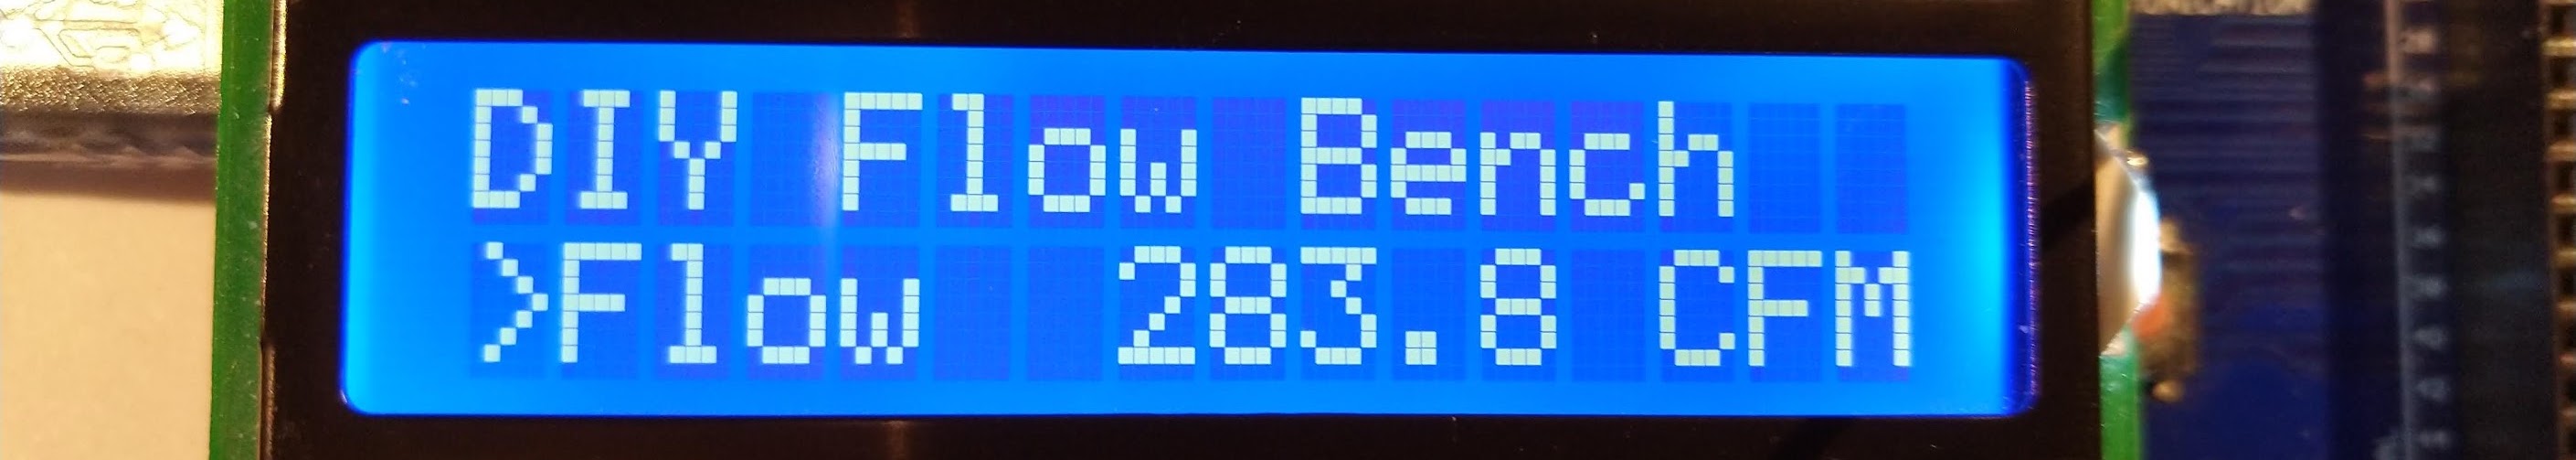 DIY Flow Bench
>Flow  283.8 CFM